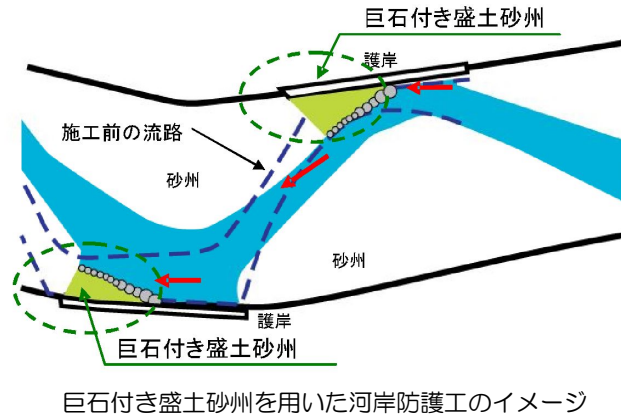 巨石付き盛土砂州
護岸
施工前の流路
砂州
砂州
護岸
巨石付き盛土砂州
巨石付き盛土砂州を用いた河岸防護工のイメージ